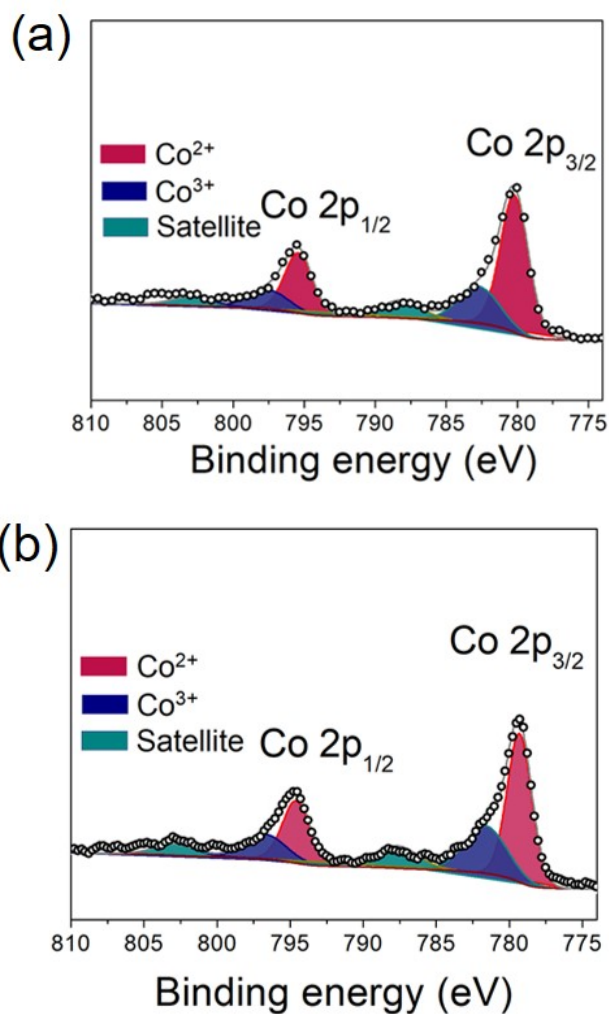 (a)
Co 2p3/2
Co2+
Co3+
Satellite
Co 2p1/2
810 805 800 795 790 785 780 775
Binding energy (eV)
(b)
Co 2p3/2
Co2+
Co3+
Satellite
Co 2p1/2
810 805 800 795 790 785 780 775
Binding energy (eV)